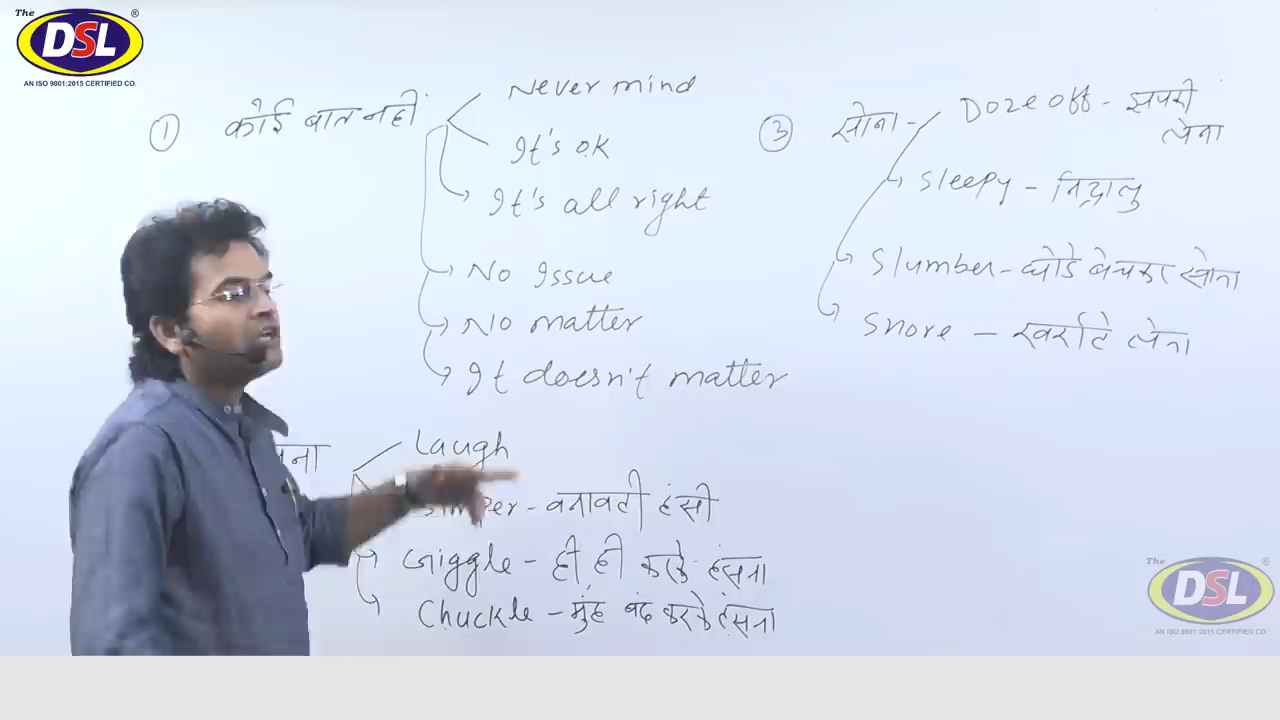 The
DSL
®
AN ISO 9001:2015 CERTIFIED CO.
① कोई बात नहीं
Never mind
It's ok
It's all right
No Issue
No matter
It doesn't matter
Laugh
- बनावटी हंसी
Giggle - ही, ही करके हंसना
Chuckle - मुंह बंद करके हंसना
③ सोना -
Doze off - झपकी
लेना
Sleepy - निद्रालु
Slumber - घोडे बेचकर सोना
Snore - खर्राटे लेना
The
DSL
®
AN ISO 9001:2015 CERTIFIED CO.